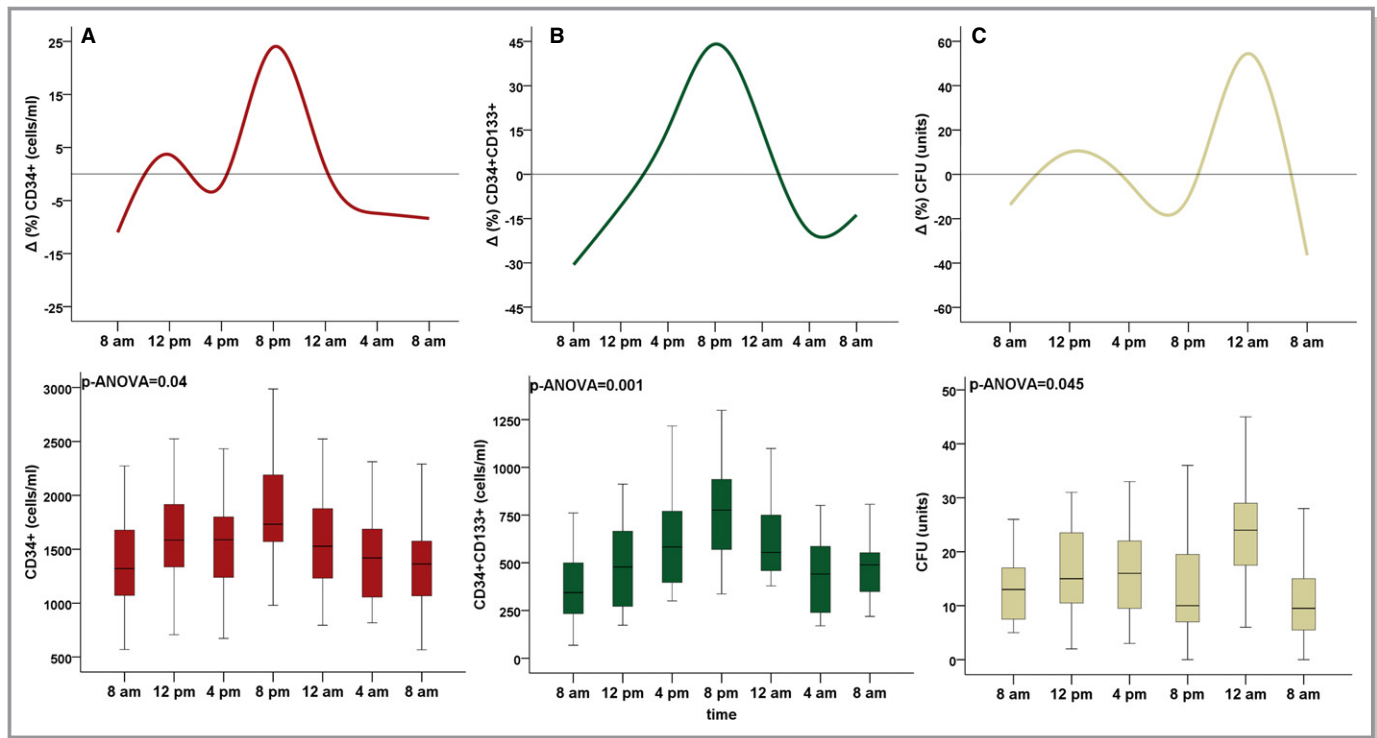 A
25
15
5
-5
-15
-25
Δ (%) CD34+ (cells/ml)
8 am 12 pm 4 pm 8 pm 12 am 4 am 8 am
B
45
30
15
0
-15
-30
-45
Δ (%) CD34+CD133+
8 am 12 pm 4 pm 8 pm 12 am 4 am 8 am
C
60
40
20
0
-20
-40
-60
Δ (%) CFU (units)
8 am 12 pm 4 pm 8 pm 12 am 8 am
p-ANOVA=0.04
3000
2500
2000
1500
1000
500
CD34+ (cells/ml)
8 am 12 pm 4 pm 8 pm 12 am 4 am 8 am
p-ANOVA=0.001
1250
1000
750
500
250
0
CD34+CD133+ (cells/ml)
8 am 12 pm 4 pm 8 pm 12 am 4 am 8 am
time
p-ANOVA=0.045
50
40
30
20
10
0
CFU (units)
8 am 12 pm 4 pm 8 pm 12 am 8 am